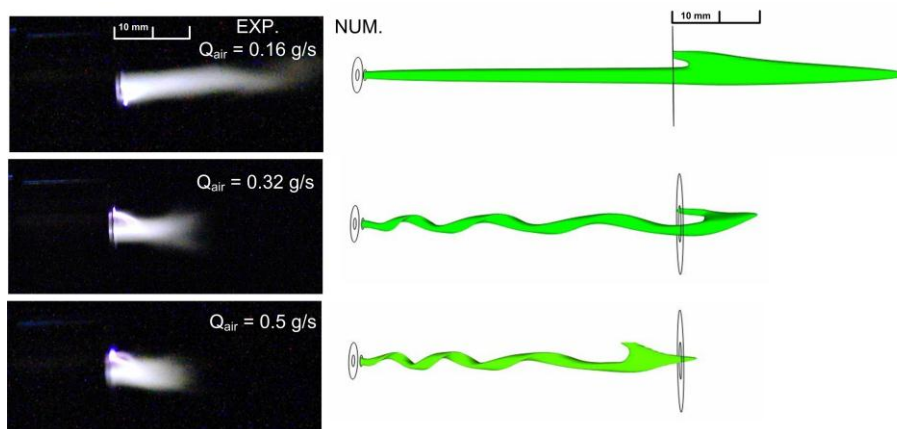 10 mm
EXP.
NUM.
10 mm
Qair = 0.16 g/s
Qair = 0.32 g/s
Qair = 0.5 g/s